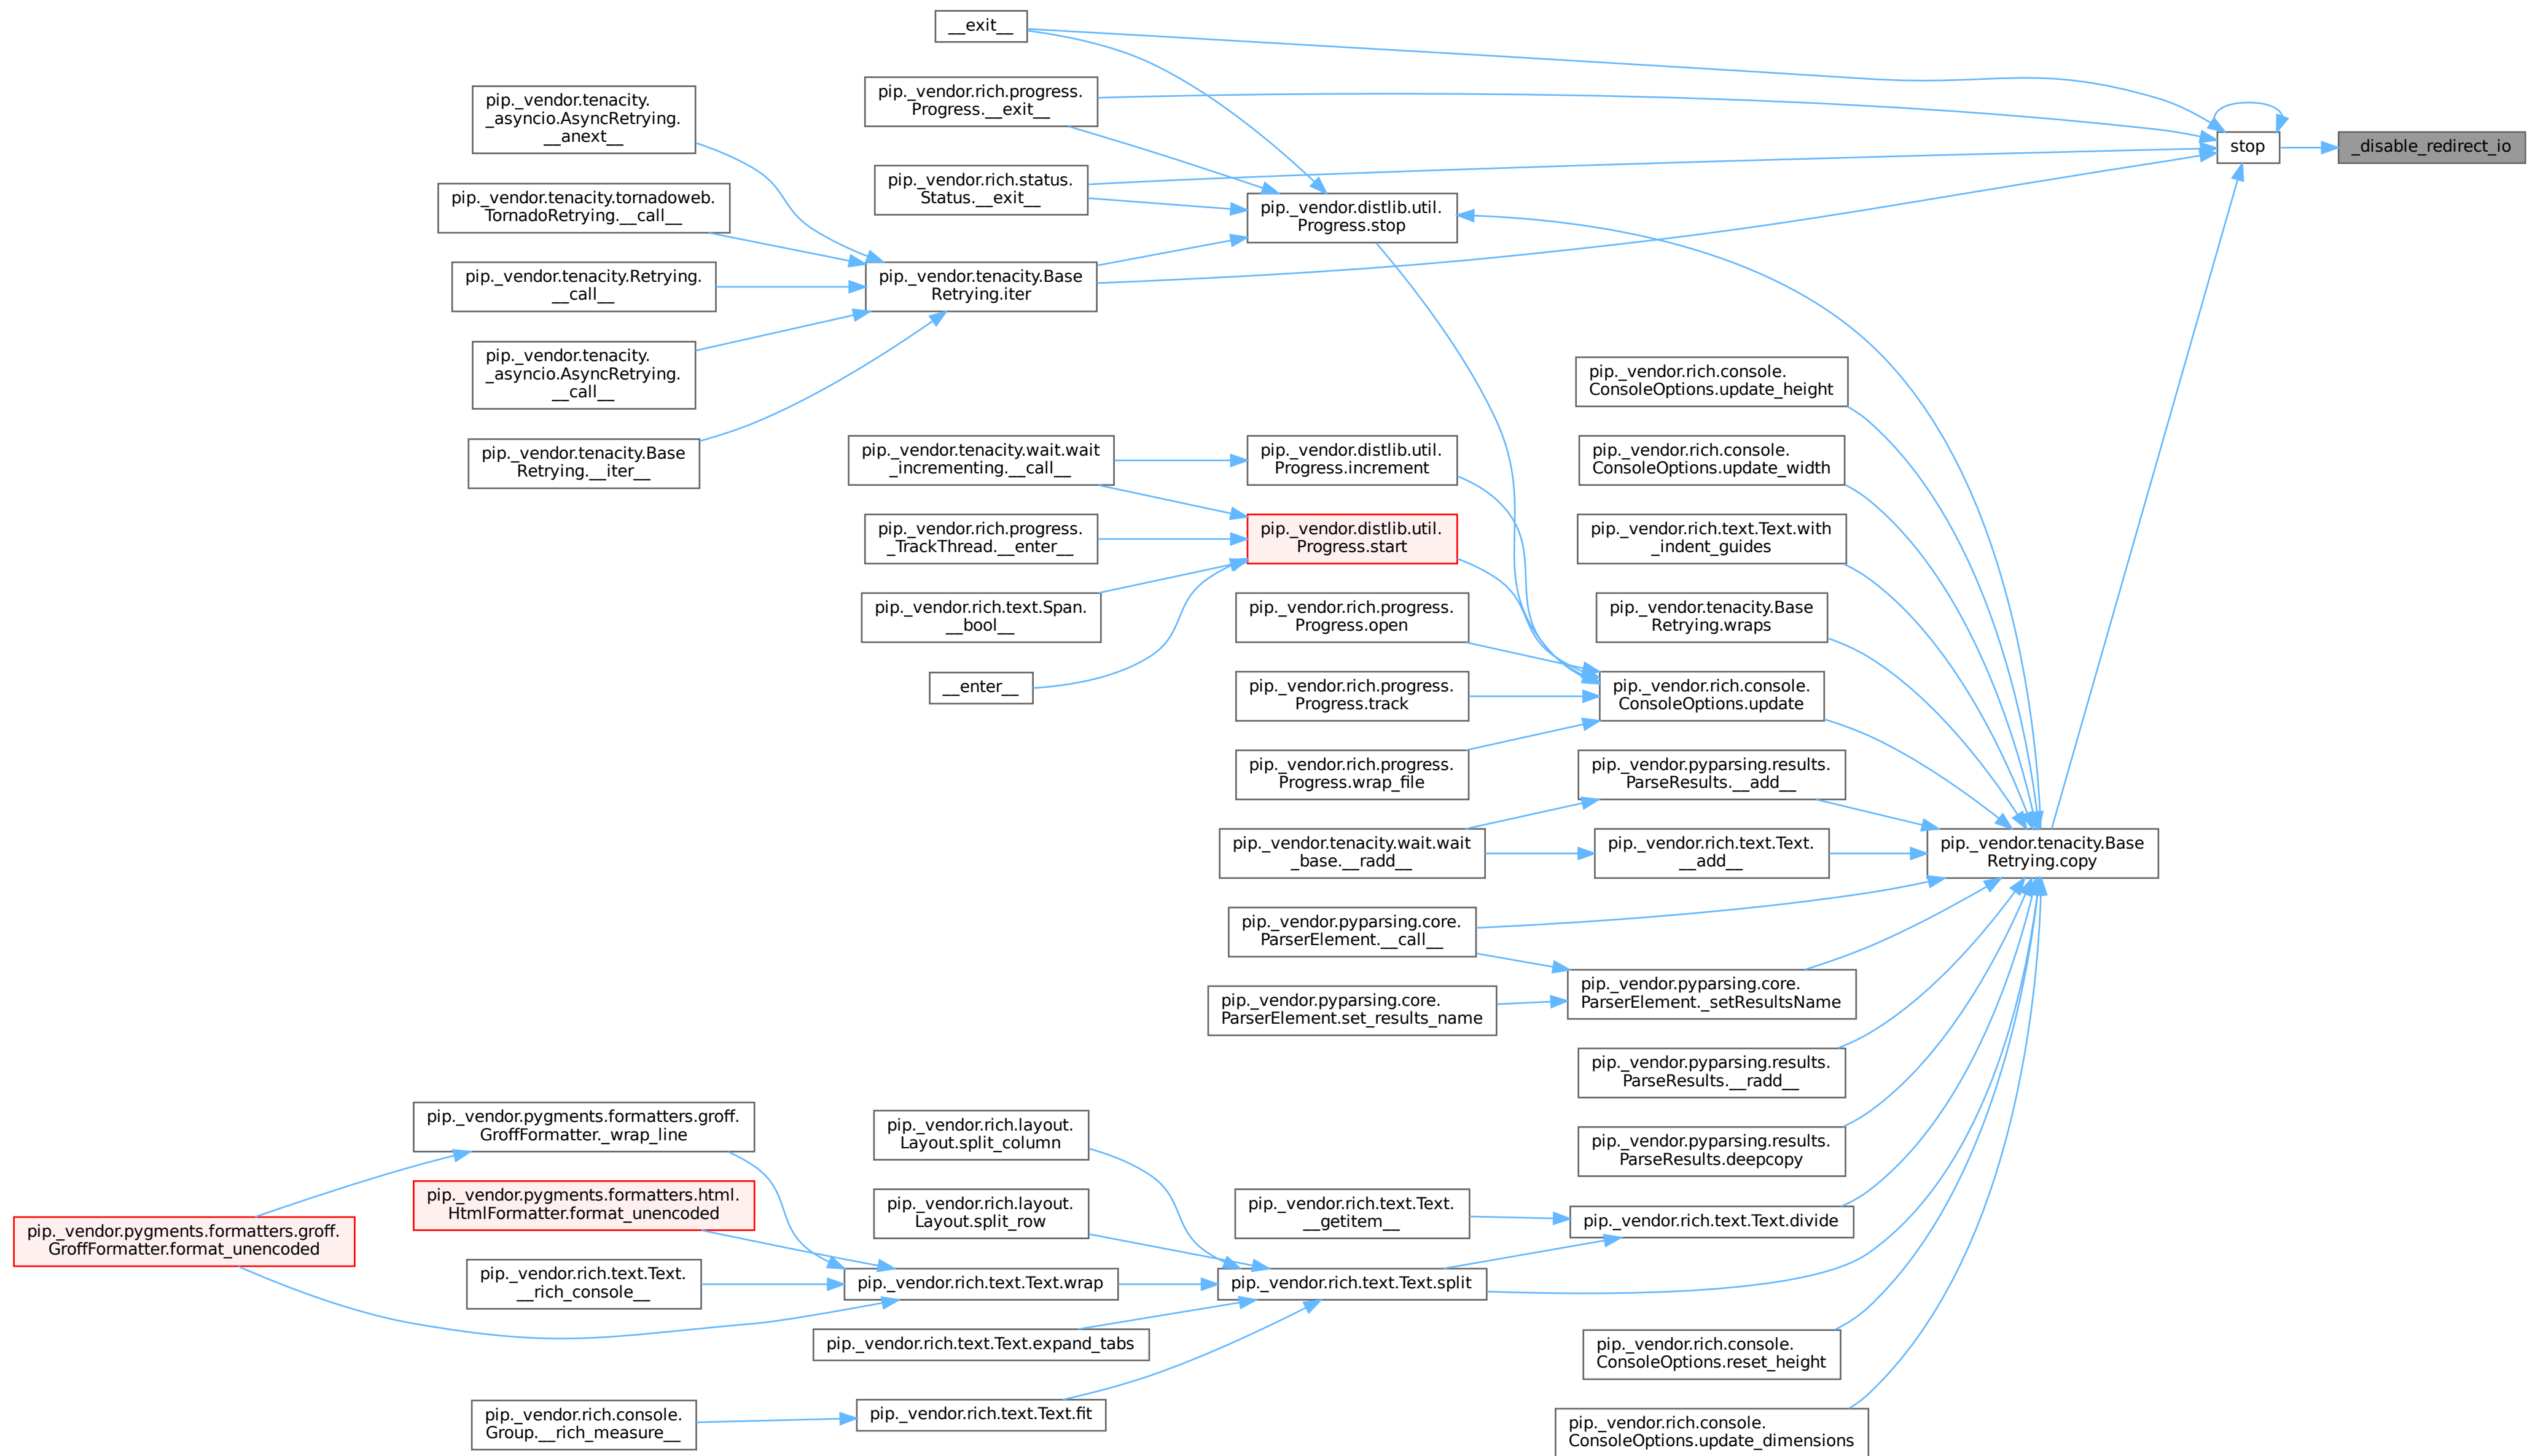 __exit__
pip._vendor.rich.progress.
Progress.__exit__
pip._vendor.tenacity.
_asyncio.AsyncRetrying.
__anext__
stop
_disable_redirect_io
pip._vendor.rich.status.
Status.__exit__
pip._vendor.tenacity.tornadoweb.
TornadoRetrying.__call__
pip._vendor.distlib.util.
Progress.stop
pip._vendor.tenacity.Retrying.
__call__
pip._vendor.tenacity.Base
Retrying.iter
pip._vendor.tenacity.
_asyncio.AsyncRetrying.
__call__
pip._vendor.rich.console.
ConsoleOptions.update_height
pip._vendor.tenacity.Base
Retrying.__iter__
pip._vendor.tenacity.wait.wait
_incrementing.__call__
pip._vendor.distlib.util.
Progress.increment
pip._vendor.rich.console.
ConsoleOptions.update_width
pip._vendor.rich.progress.
_TrackThread.__enter__
pip._vendor.distlib.util.
Progress.start
pip._vendor.rich.text.Text.with
_indent_guides
pip._vendor.rich.text.Span.
__bool__
pip._vendor.rich.progress.
Progress.open
pip._vendor.tenacity.Base
Retrying.wraps
__enter__
pip._vendor.rich.progress.
Progress.track
pip._vendor.rich.console.
ConsoleOptions.update
pip._vendor.rich.progress.
Progress.wrap_file
pip._vendor.pyparsing.results.
ParseResults.__add__
pip._vendor.tenacity.wait.wait
_base.__radd__
pip._vendor.rich.text.Text.
__add__
pip._vendor.tenacity.Base
Retrying.copy
pip._vendor.pyparsing.core.
ParserElement.__call__
pip._vendor.pyparsing.core.
ParserElement._setResultsName
pip._vendor.pyparsing.core.
ParserElement.set_results_name
pip._vendor.pyparsing.results.
ParseResults.__radd__
pip._vendor.pygments.formatters.groff.
GroffFormatter._wrap_line
pip._vendor.rich.layout.
Layout.split_column
pip._vendor.pyparsing.results.
ParseResults.deepcopy
pip._vendor.pygments.formatters.html.
HtmlFormatter.format_unencoded
pip._vendor.rich.layout.
Layout.split_row
pip._vendor.rich.text.Text.
__getitem__
pip._vendor.rich.text.Text.divide
pip._vendor.pygments.formatters.groff.
GroffFormatter.format_unencoded
pip._vendor.rich.text.Text.
__rich_console__
pip._vendor.rich.text.Text.wrap
pip._vendor.rich.text.Text.split
pip._vendor.rich.text.Text.expand_tabs
pip._vendor.rich.console.
ConsoleOptions.reset_height
pip._vendor.rich.console.
Group.__rich_measure__
pip._vendor.rich.text.Text.fit
pip._vendor.rich.console.
ConsoleOptions.update_dimensions